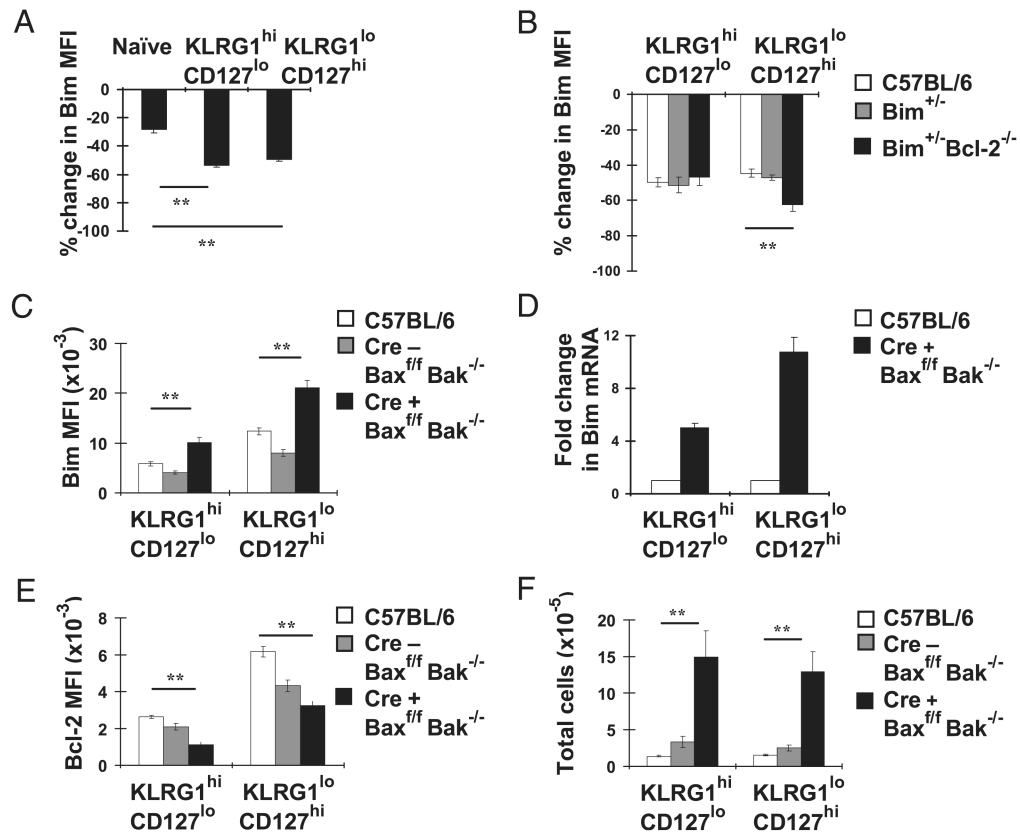 A
Naïve
KLRG1hi CD127lo
KLRG1lo CD127hi
% change in Bim MFI
0
-20
-40
-60
-80
-100
**
**
B
KLRG1hi CD127lo
KLRG1lo CD127hi
% change in Bim MFI
0
-20
-40
-60
-80
-100
**
C57BL/6
Bim+/-
Bim+/-Bcl-2-/-
C
Bim MFI (x10-3)
30
20
10
0
**
**
KLRG1hi
CD127lo
KLRG1lo
CD127hi
C57BL/6
Cre –
Baxf/f Bak-/-
Cre +
Baxf/f Bak-/-
D
Fold change
in Bim mRNA
12
8
4
0
KLRG1hi
CD127lo
KLRG1lo
CD127hi
C57BL/6
Cre +
Baxf/f Bak-/-
E
Bcl-2 MFI (x10-3)
8
6
4
2
0
**
**
KLRG1hi
CD127lo
KLRG1lo
CD127hi
C57BL/6
Cre –
Baxf/f Bak-/-
Cre +
Baxf/f Bak-/-
F
Total cells (x10-5)
20
15
10
5
0
**
**
KLRG1hi
CD127lo
KLRG1lo
CD127hi
C57BL/6
Cre –
Baxf/f Bak-/-
Cre +
Baxf/f Bak-/-